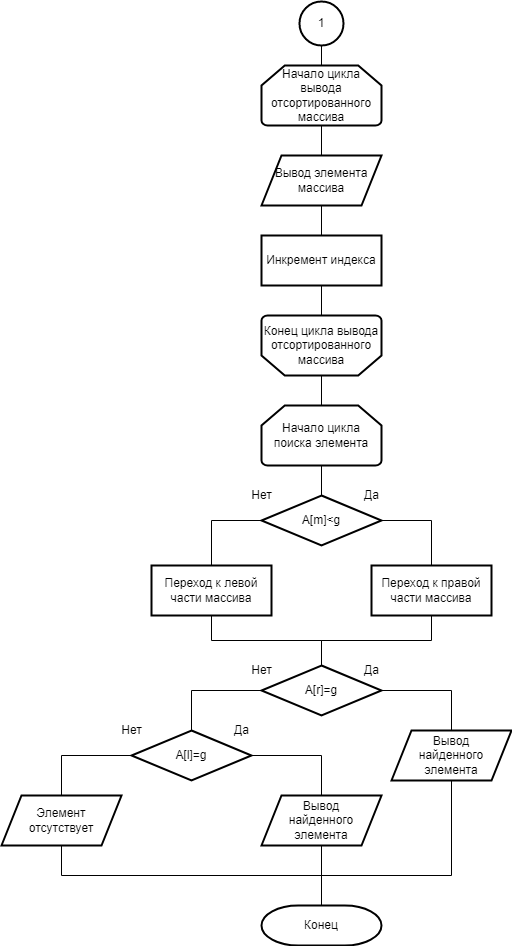 1
Начало цикла
вывода
отсортированного
массива
Вывод элемента
массива
Инкремент индекса
Конец цикла вывода
отсортированного
массива
Начало цикла
поиска элемента
Нет
Да
A[m]<g
Переход к левой
части массива
Переход к правой
части массива
Нет
Да
A[r]=g
Нет
Да
A[l]=g
Вывод
найденного
элемента
Элемент
отсутствует
Вывод
найденного
элемента
Конец